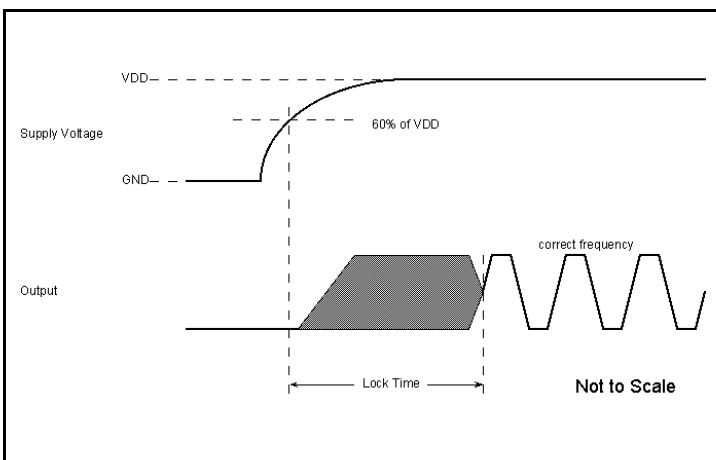 VDD
60% of VDD
Supply Voltage
GND
correct frequency
Output
Lock Time
Not to Scale